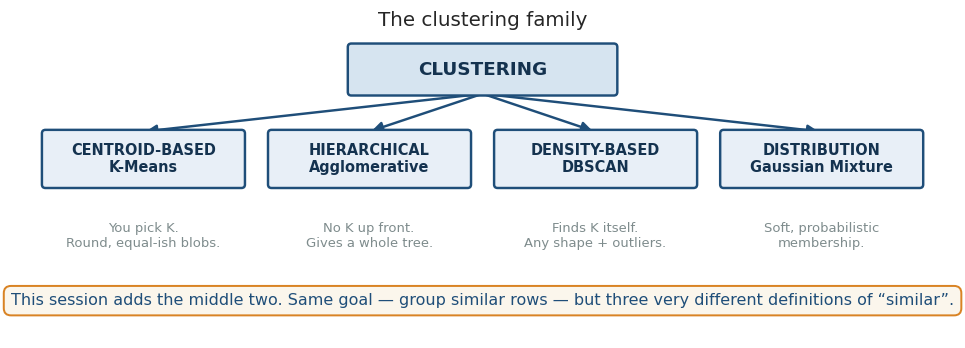 The clustering family
CLUSTERING
CENTROID-BASED
K-Means
HIERARCHICAL
Agglomerative
DENSITY-BASED
DBSCAN
DISTRIBUTION
Gaussian Mixture
You pick K.
Round, equal-ish blobs.
No K up front.
Gives a whole tree.
Finds K itself.
Any shape + outliers.
Soft, probabilistic
membership.
This session adds the middle two. Same goal — group similar rows — but three very different definitions of “similar”.